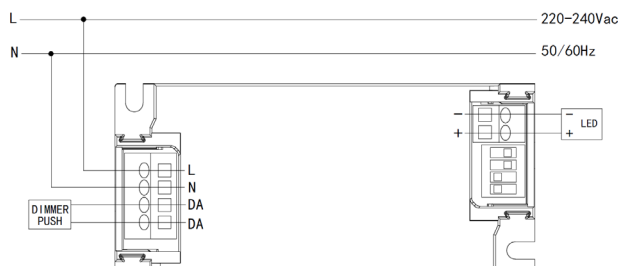 L 220-240Vac
N 50/60Hz
- - LED
+ +
L
N
DIMMER DA
PUSH DA